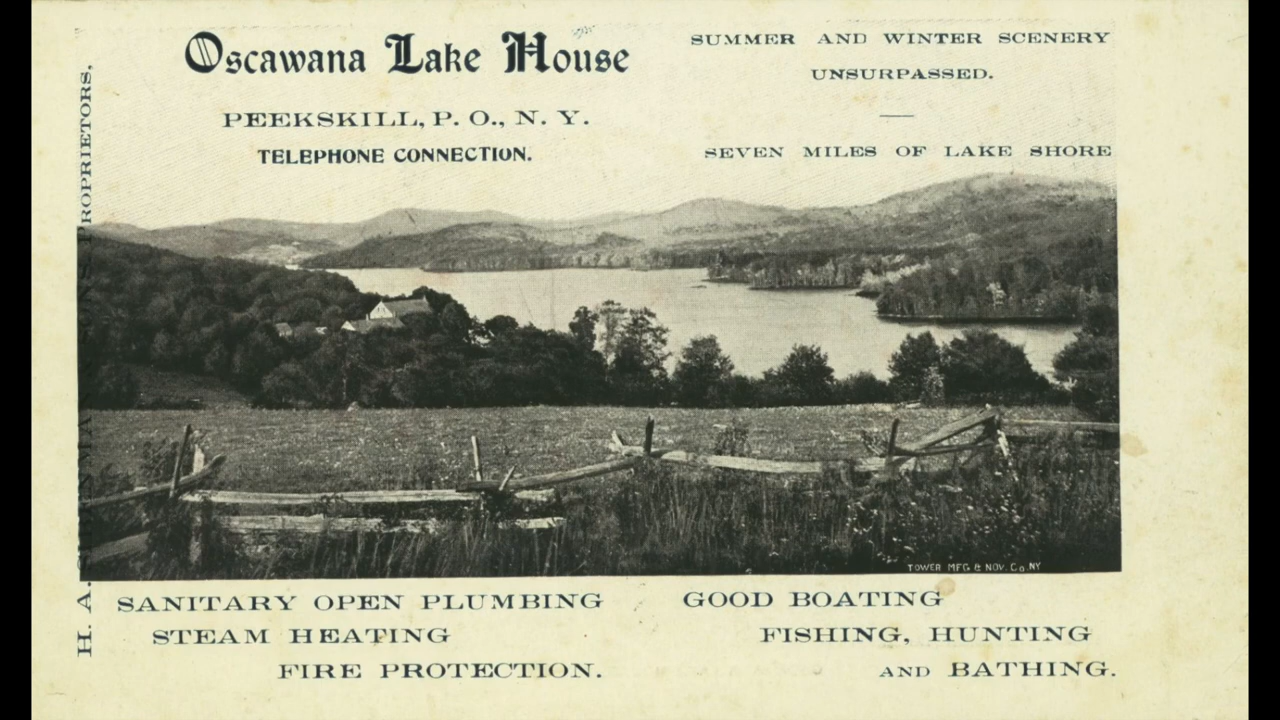 Oscawana Lake House
PEEKSKILL, P. O., N. Y.
TELEPHONE CONNECTION.
SUMMER AND WINTER SCENERY
UNSURPASSED.
SEVEN MILES OF LAKE SHORE
H. A.
PROPRIETORS,
TOWER MFG & NOV. Co. NY
SANITARY OPEN PLUMBING
STEAM HEATING
FIRE PROTECTION.
GOOD BOATING
FISHING, HUNTING
AND BATHING.